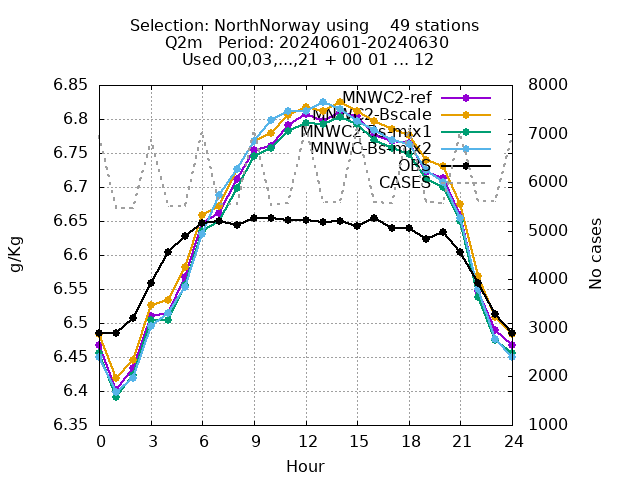 Selection: NorthNorway using    49 stations
Q2m   Period: 20240601-20240630
Used 00,03,...,21 + 00 01 ... 12
6.85
6.8
6.75
6.7
6.65
6.6
6.55
6.5
6.45
6.4
6.35
g/Kg
8000
7000
6000
5000
4000
3000
2000
1000
No cases
MNWC2-ref
MNWC2-Bscale
MNWC2-Bs-mix1
MNWC-Bs-mix2
OBS
CASES
0 3 6 9 12 15 18 21 24
Hour